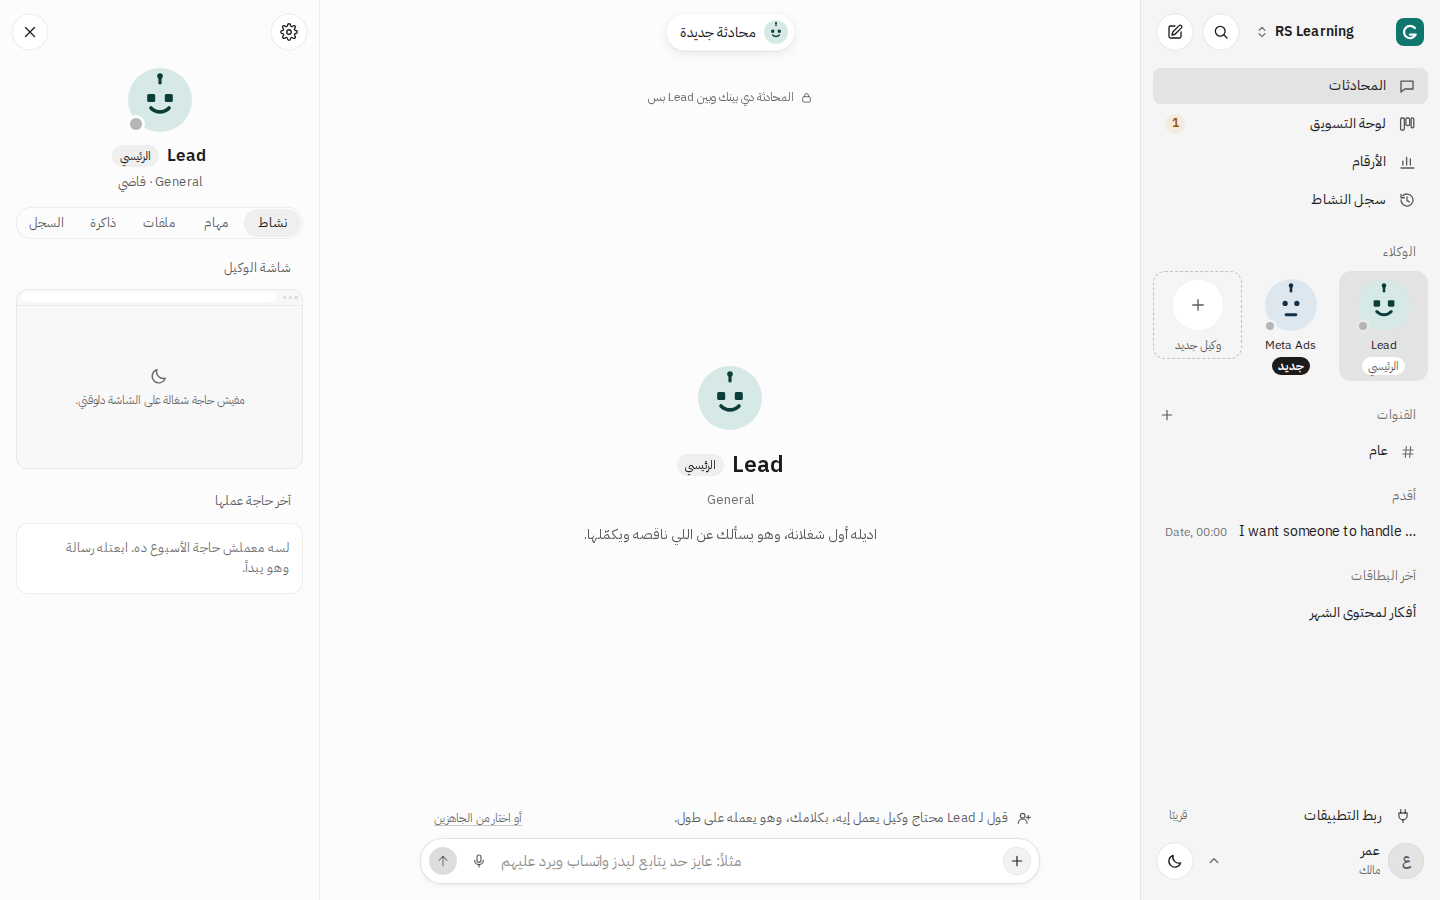 RS Learning
المحادثات
لوحة التسويق 1
الأرقام
سجل النشاط
الوكلاء
Lead
الرئيسي
Meta Ads
جديد
وكيل جديد
القنوات
عام
أقدم
I want someone to handle ... Date, 00:00
آخر البطاقات
أفكار لمحتوى الشهر
ربط التطبيقات قريبًا
ع
عمر
مالك
محادثة جديدة
المحادثة دي بينك وبين Lead بس
Lead الرئيسي
General
اديله أول شغلانة، وهو يسألك عن اللي ناقصه ويكمّلها.
قول لـ Lead محتاج وكيل يعمل إيه، بكلامك، وهو يعمله على طول.
أو اختار من الجاهزين
مثلاً: عايز حد يتابع ليدز واتساب ويرد عليهم
Lead الرئيسي
General · فاضي
نشاط مهام ملفات ذاكرة السجل
شاشة الوكيل
مفيش حاجة شغالة على الشاشة دلوقتي.
آخر حاجة عملها
لسه معملش حاجة الأسبوع ده. ابعتله رسالة
وهو يبدأ.